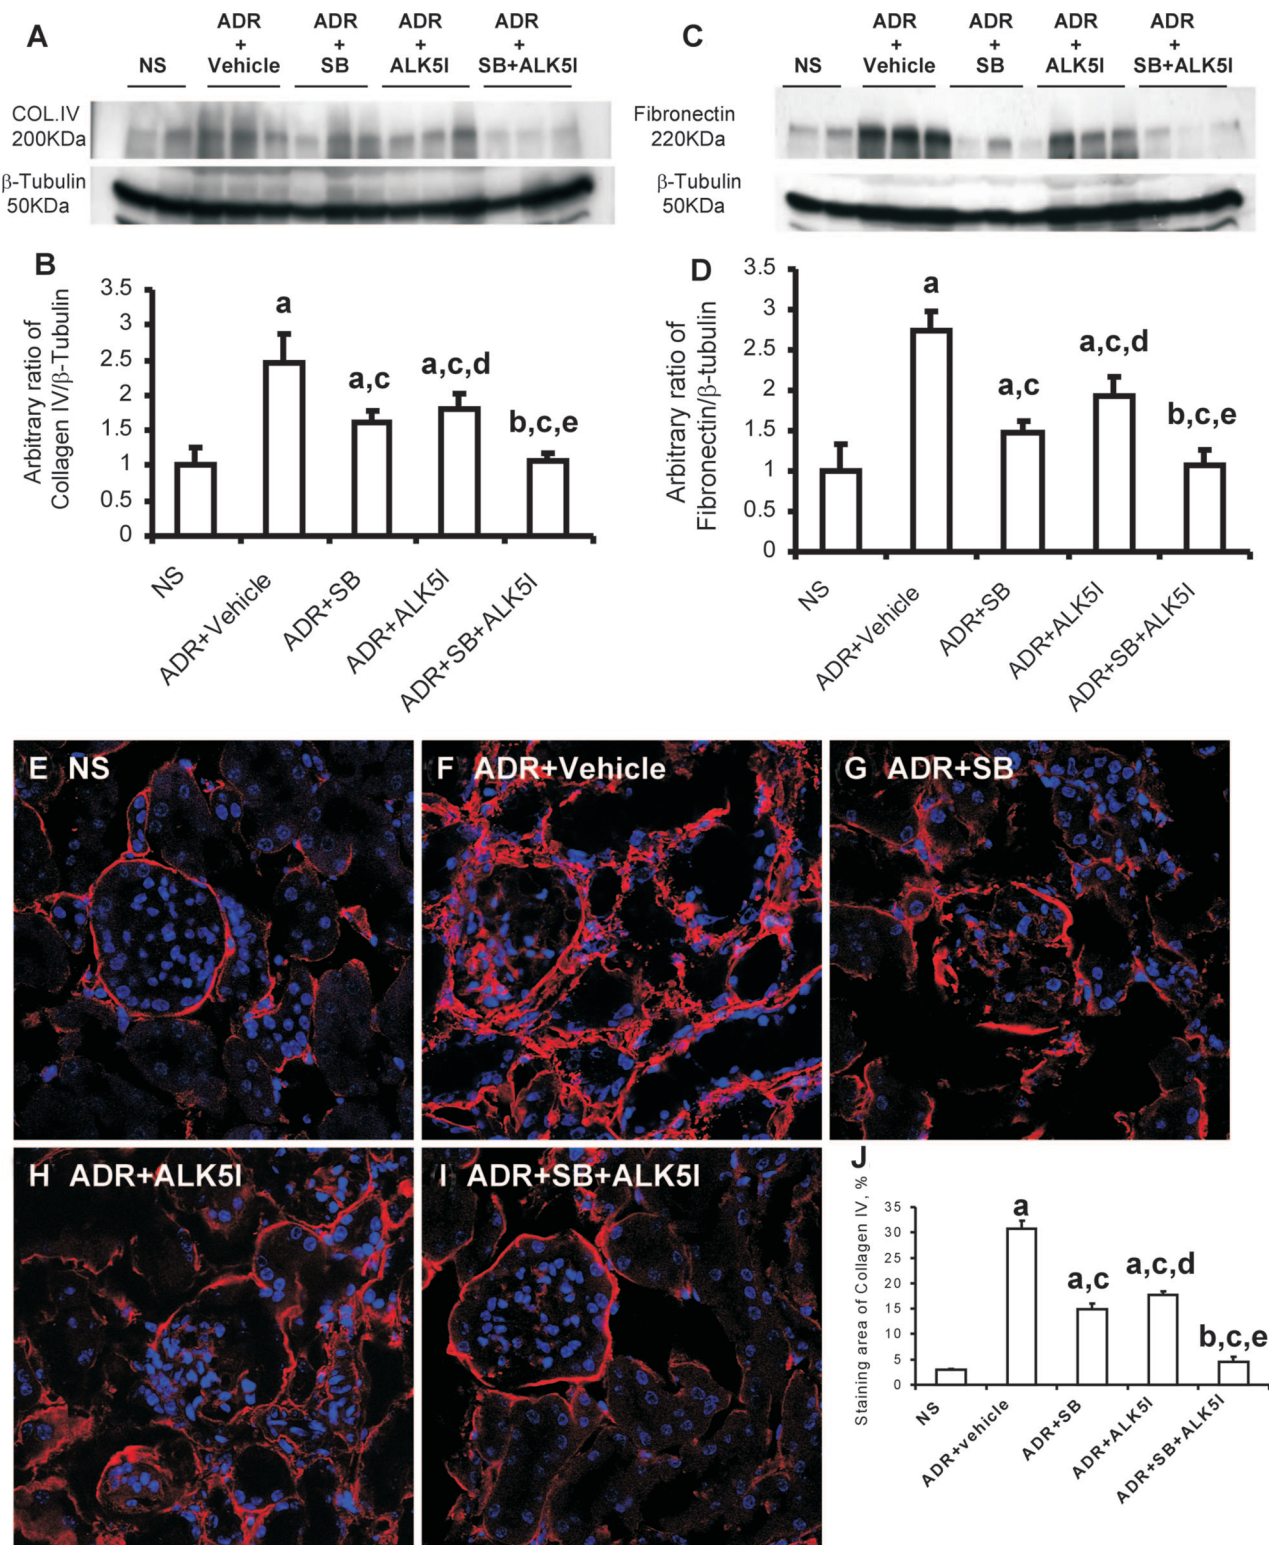 A
ADR + Vehicle
ADR + SB
ADR + ALK5I
ADR + SB+ALK5I
NS
COL.IV
200KDa
β-Tubulin
50KDa
C
ADR + Vehicle
ADR + SB
ADR + ALK5I
ADR + SB+ALK5I
NS
Fibronectin
220KDa
β-Tubulin
50KDa
B
Arbitrary ratio of
Collagen IV/β-Tubulin
3.5
3
2.5
2
1.5
1
0.5
0
a
a,c
a,c,d
b,c,e
NS
ADR+Vehicle
ADR+SB
ADR+ALK5I
ADR+SB+ALK5I
D
Arbitrary ratio of
Fibronectin/β-tubulin
3.5
3
2.5
2
1.5
1
0.5
0
a
a,c
a,c,d
b,c,e
NS
ADR+Vehicle
ADR+SB
ADR+ALK5I
ADR+SB+ALK5I
E NS
F ADR+Vehicle
G ADR+SB
H ADR+ALK5I
I ADR+SB+ALK5I
J
Staining area of Collagen IV, %
35
30
25
20
15
10
5
0
a
a,c
a,c,d
b,c,e
NS
ADR+vehicle
ADR+SB
ADR+ALK5I
ADR+SB+ALK5I